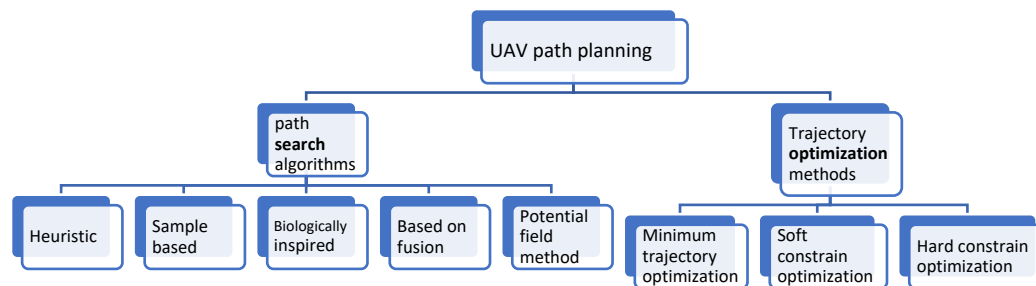 UAV path planning
path
search
algorithms
Trajectory
optimization
methods
Heuristic
Sample
based
Biologically
inspired
Based on
fusion
Potential
field
method
Minimum
trajectory
optimization
Soft
constrain
optimization
Hard constrain
optimization